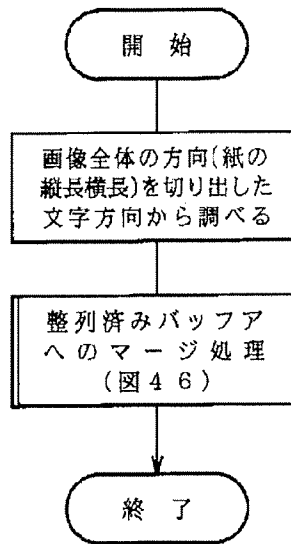 開始
画像全体の方向(紙の
縦長横長)を切り出した
文字方向から調べる
整列済みバッファ
へのマージ処理
(図46)
終了